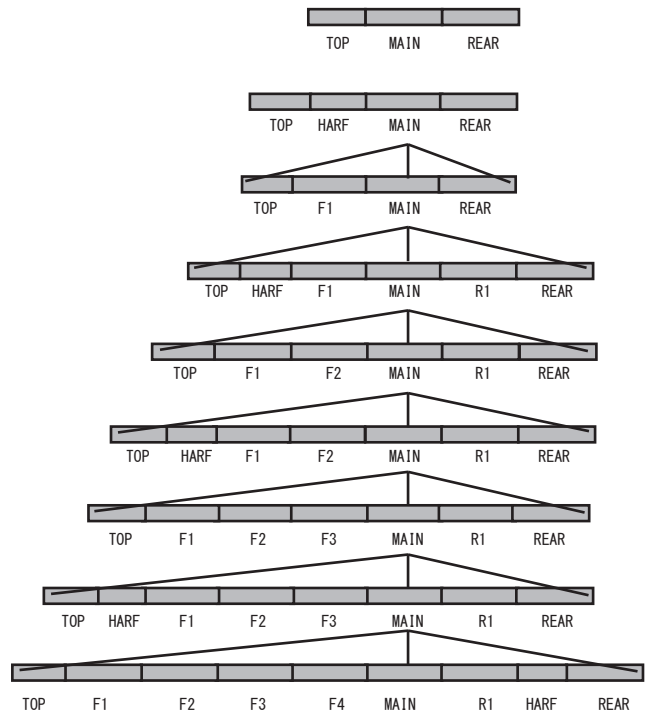 TOP MAIN REAR
TOP HARF MAIN REAR
TOP F1 MAIN REAR
TOP HARF F1 MAIN R1 REAR
TOP F1 F2 MAIN R1 REAR
TOP HARF F1 F2 MAIN R1 REAR
TOP F1 F2 F3 MAIN R1 REAR
TOP HARF F1 F2 F3 MAIN R1 REAR
TOP F1 F2 F3 F4 MAIN R1 HARF REAR